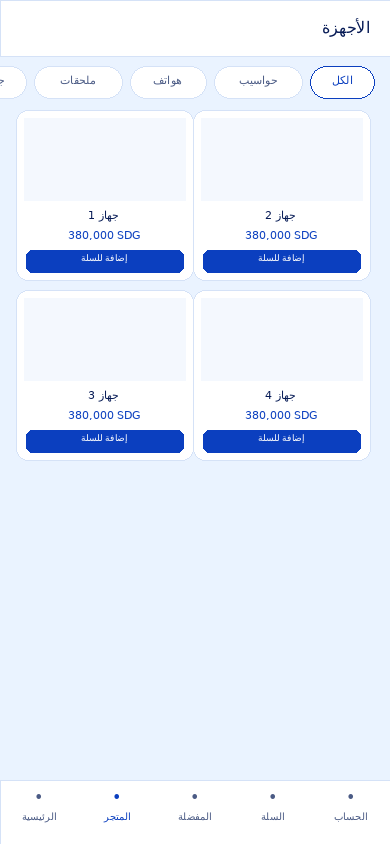 الأجهزة
الكل
حواسيب
هواتف
ملحقات
جهاز 2
380,000 SDG
إضافة للسلة
جهاز 1
380,000 SDG
إضافة للسلة
جهاز 4
380,000 SDG
إضافة للسلة
جهاز 3
380,000 SDG
إضافة للسلة
الحساب
السلة
المفضلة
المتجر
الرئيسية